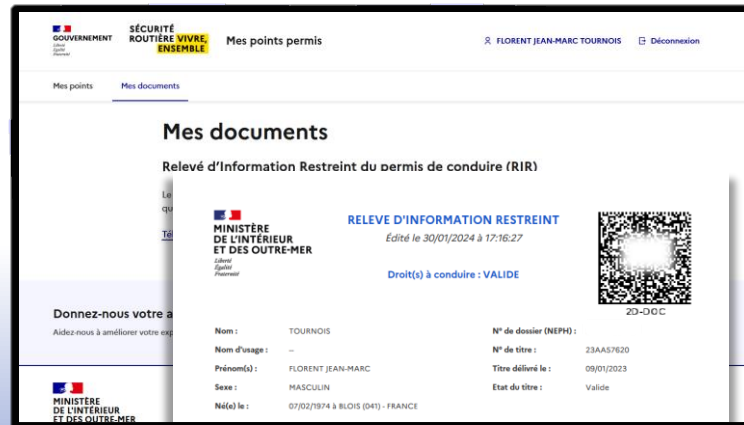 GOUVERNEMENT
Liberté
Égalité
Fraternité
SÉCURITÉ
ROUTIÈRE VIVRE,
ENSEMBLE
Mes points permis
FLORENT JEAN-MARC TOURNOIS
Déconnexion
Mes points
Mes documents
Mes documents
Relevé d'Information Restreint du permis de conduire (RIR)
Le
qu
Tél
MINISTÈRE
DE L'INTÉRIEUR
ET DES OUTRE-MER
Liberté
Égalité
Fraternité
RELEVE D'INFORMATION RESTREINT
Édité le 30/01/2024 à 17:16:27
Droit(s) à conduire : VALIDE
2D-DOC
Donnez-nous votre a
Aidez-nous à améliorer votre exp
Nom : TOURNOIS
Nom d'usage : –
Prénom(s) : FLORENT JEAN-MARC
Sexe : MASCULIN
Né(e) le : 07/02/1974 à BLOIS (041) - FRANCE
N° de dossier (NEPH) :
N° de titre : 23AA57620
Titre délivré le : 09/01/2023
Etat du titre : Valide
MINISTÈRE
DE L'INTÉRIEUR
ET DES OUTRE-MER